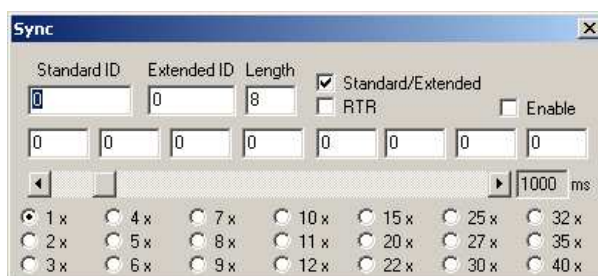 Sync
Standard ID Extended ID Length
Standard/Extended
0 0 8
RTR Enable
0 0 0 0 0 0 0 0
1000 ms
1 x 4 x 7 x 10 x 15 x 25 x 32 x
2 x 5 x 8 x 11 x 20 x 27 x 35 x
3 x 6 x 9 x 12 x 22 x 30 x 40 x